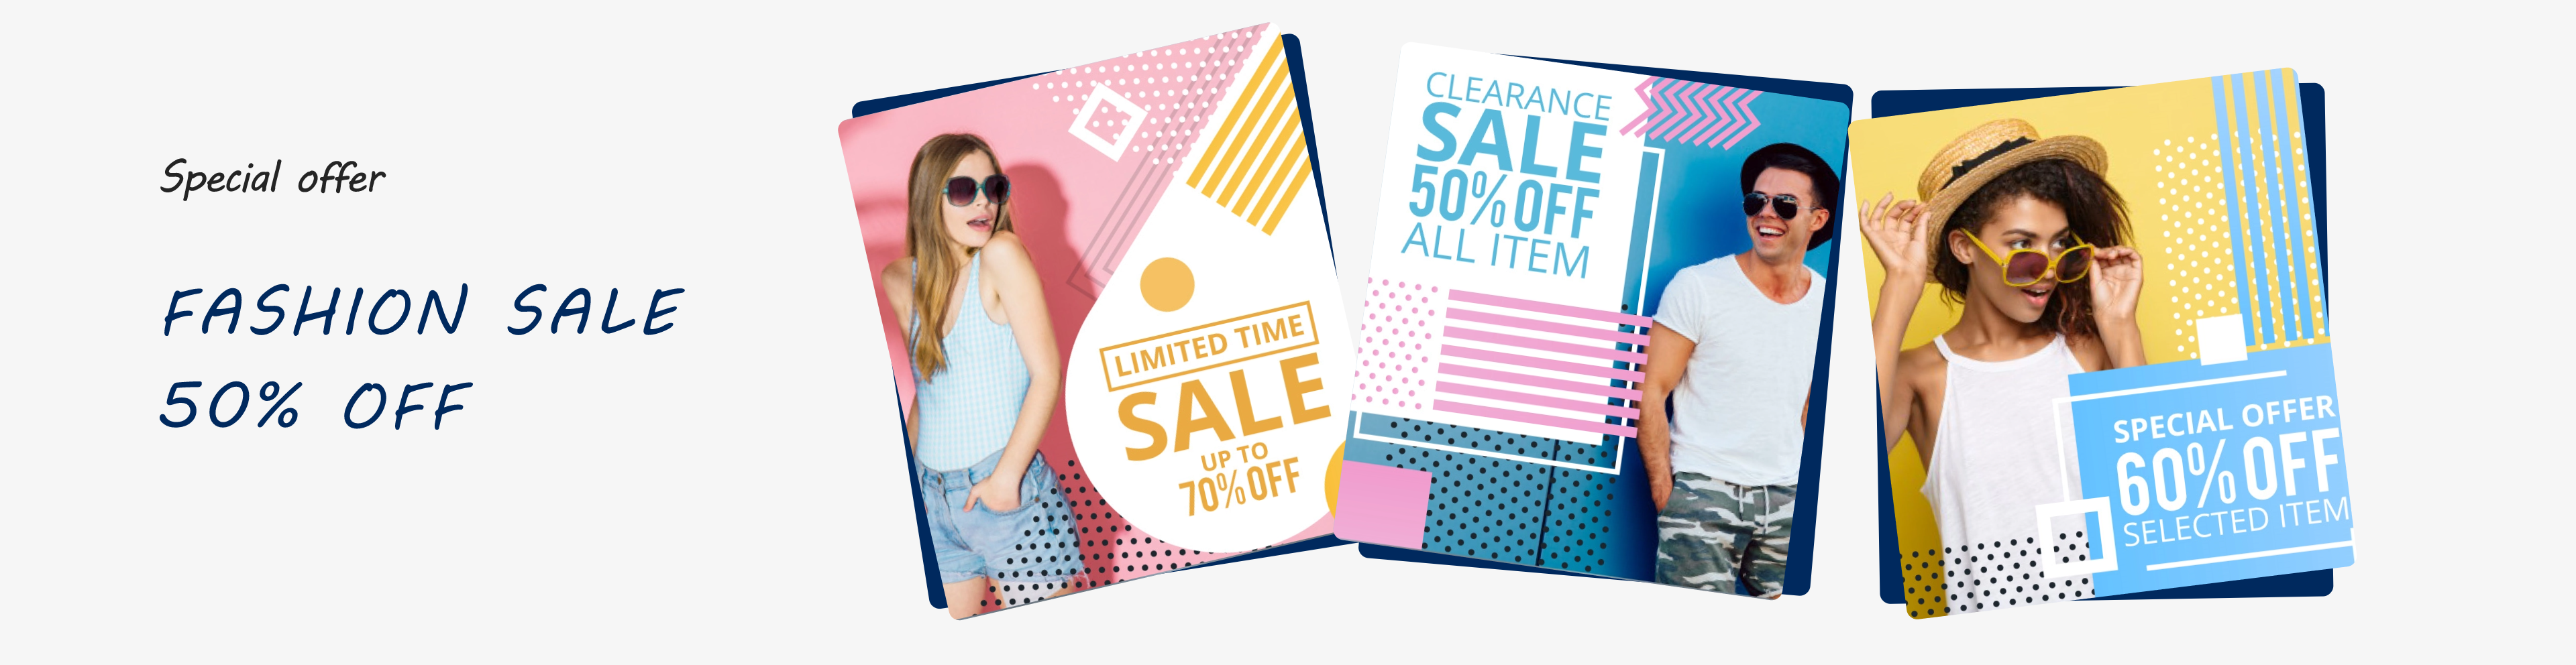 Special offer
FASHION SALE
50% OFF
LIMITED TIME
SALE
UP TO
70% OFF
CLEARANCE
SALE
50% OFF
ALL ITEM
SPECIAL OFFER
60% OFF
SELECTED ITEM